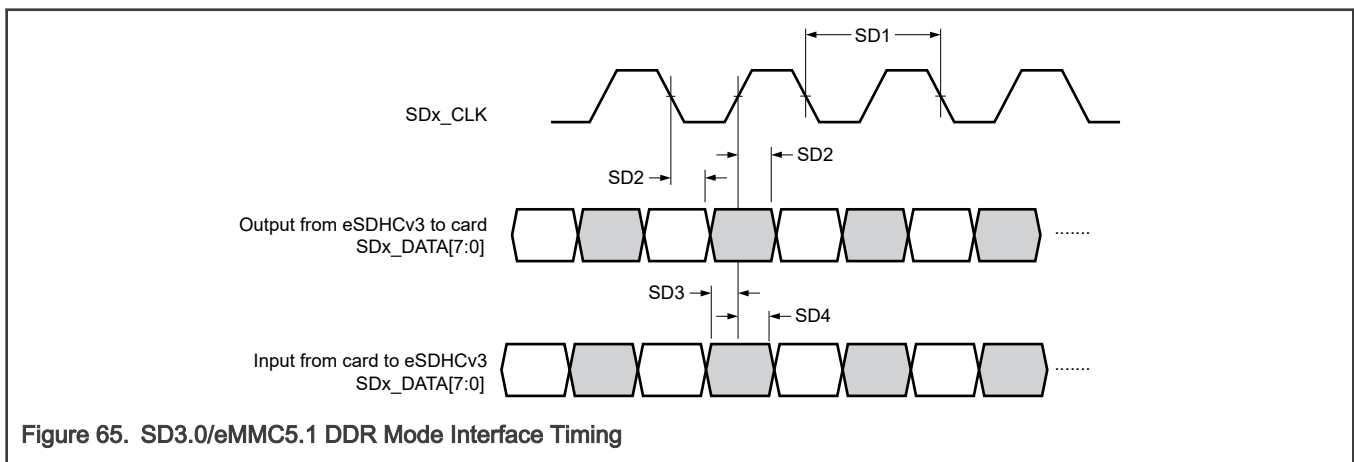 SD1
SDx_CLK
SD2
SD2
Output from eSDHCv3 to card
SDx_DATA[7:0]
.......
SD3
SD4
Input from card to eSDHCv3
SDx_DATA[7:0]
.......
Figure 65. SD3.0/eMMC5.1 DDR Mode Interface Timing